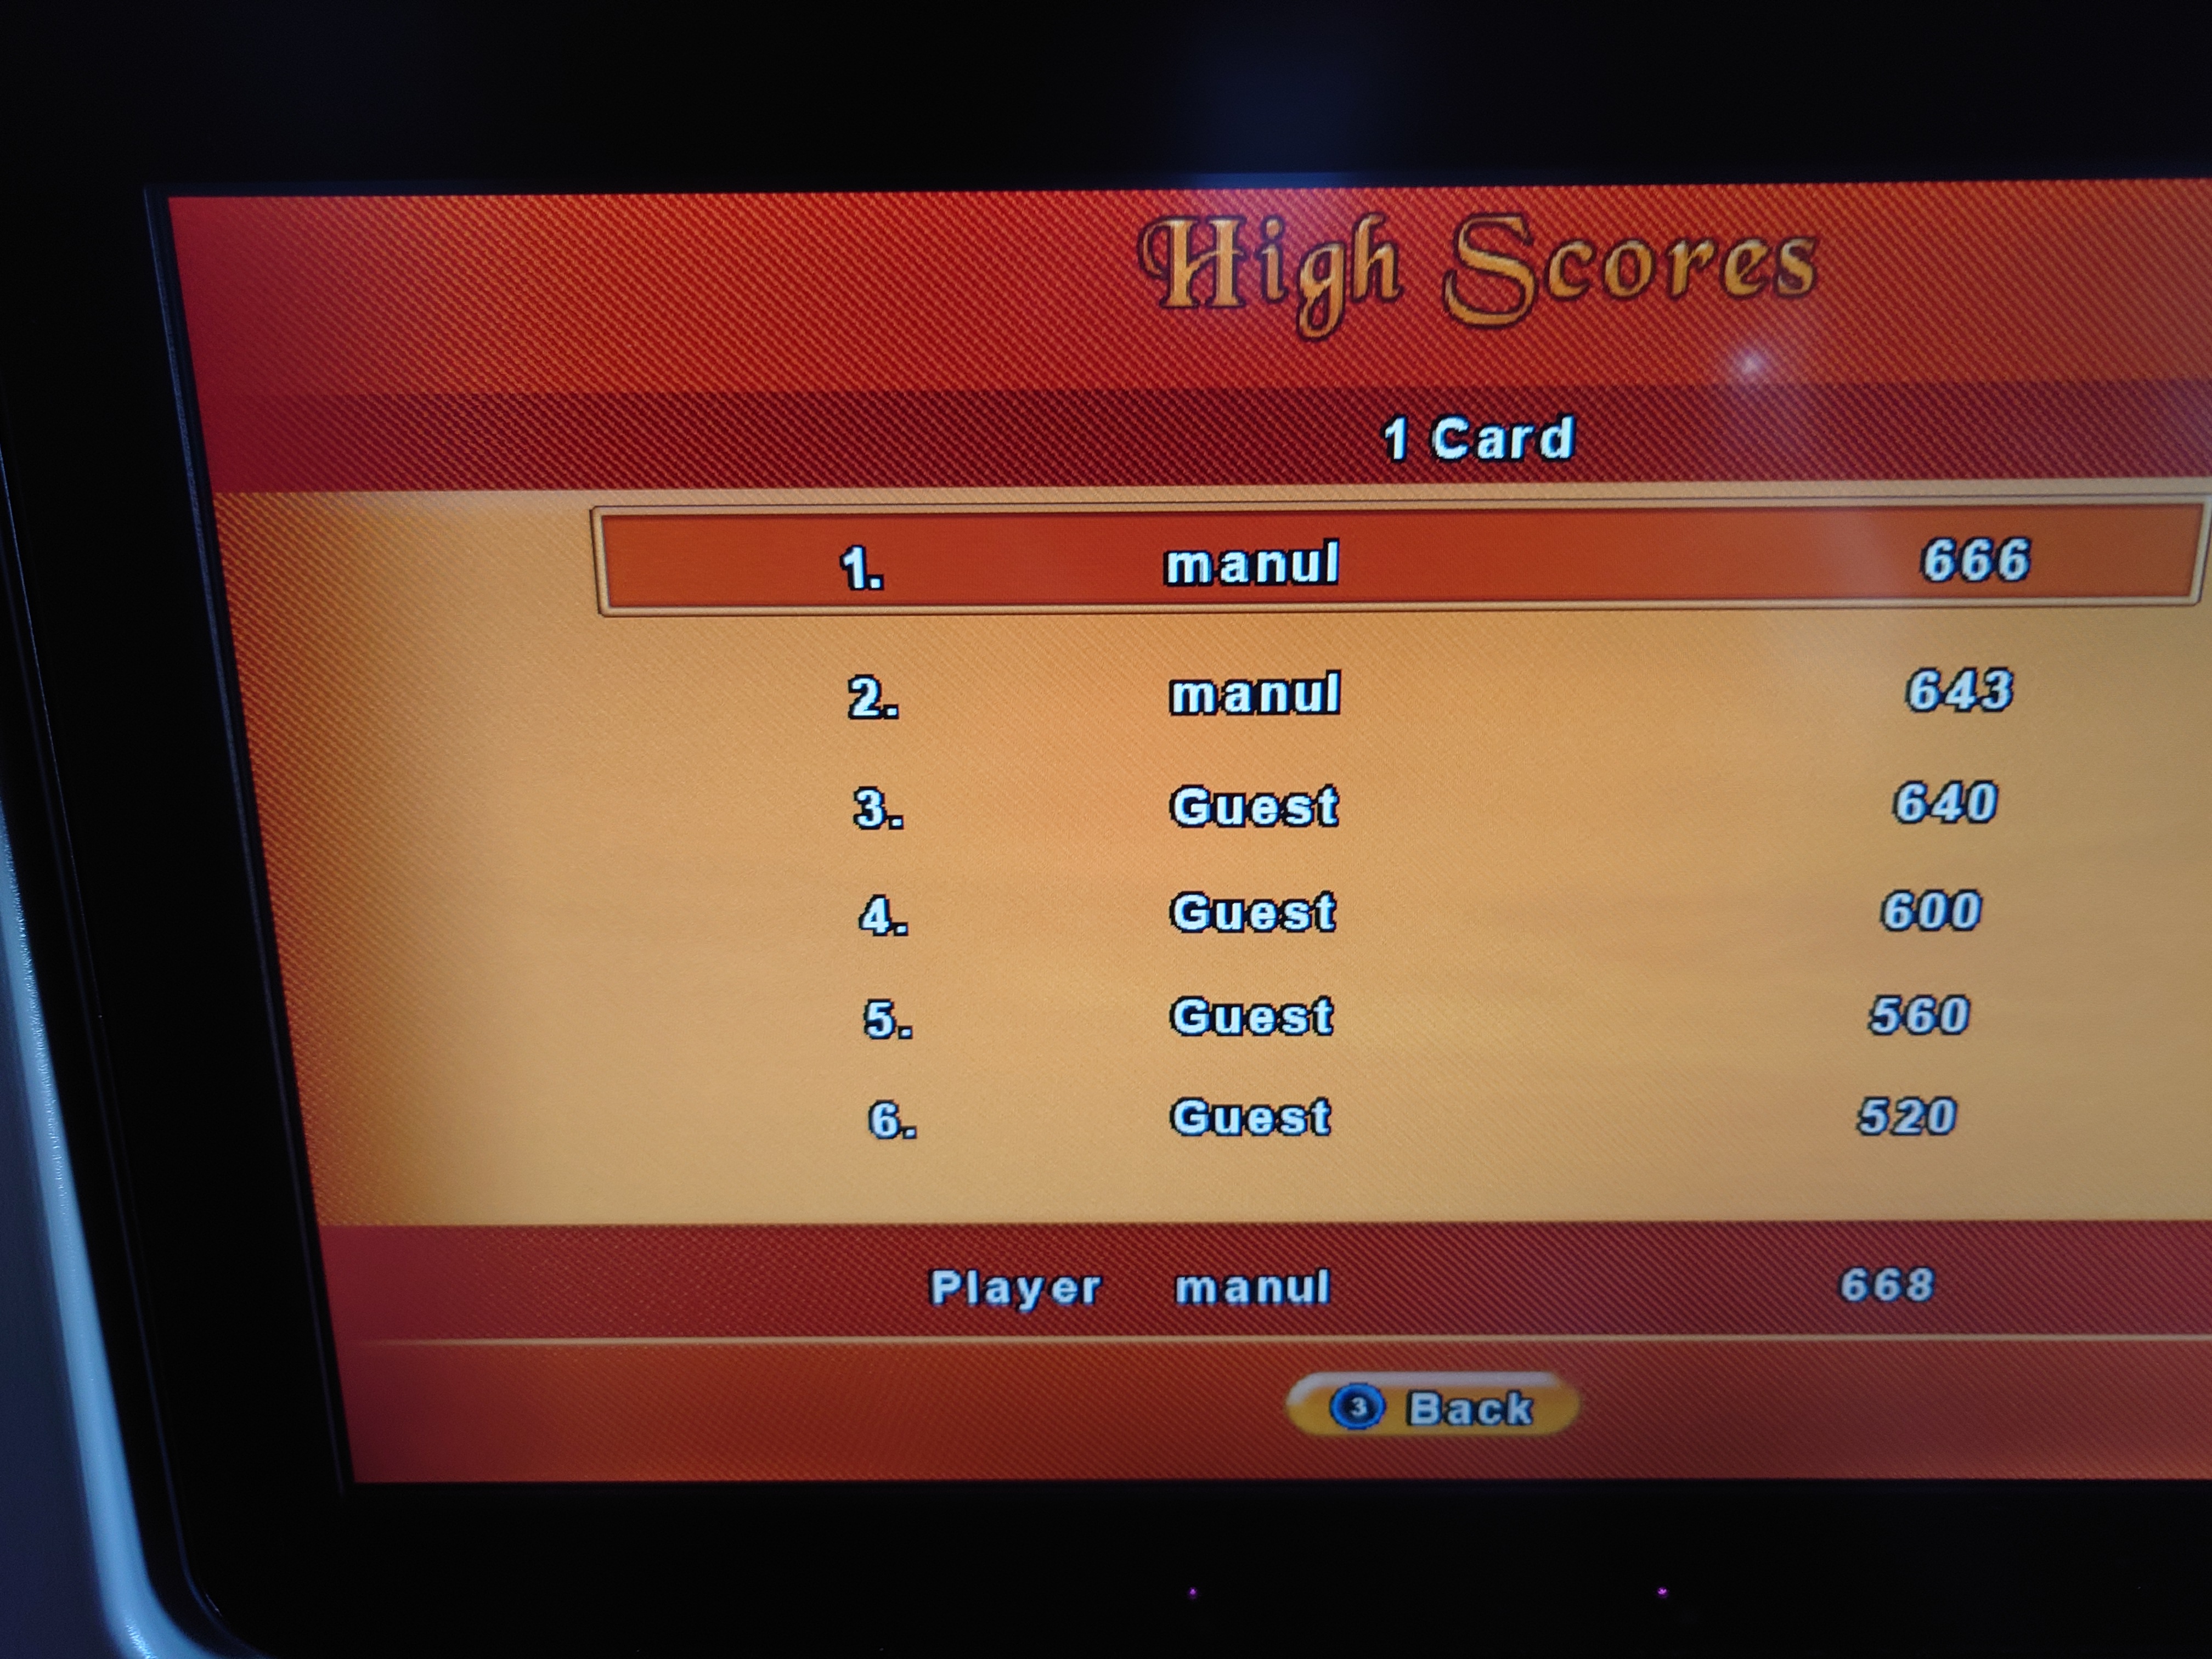 High Scores
1 Card
1. manul 666
2. manul 643
3. Guest 640
4. Guest 600
5. Guest 560
6. Guest 520
Player manul 668
3 Back